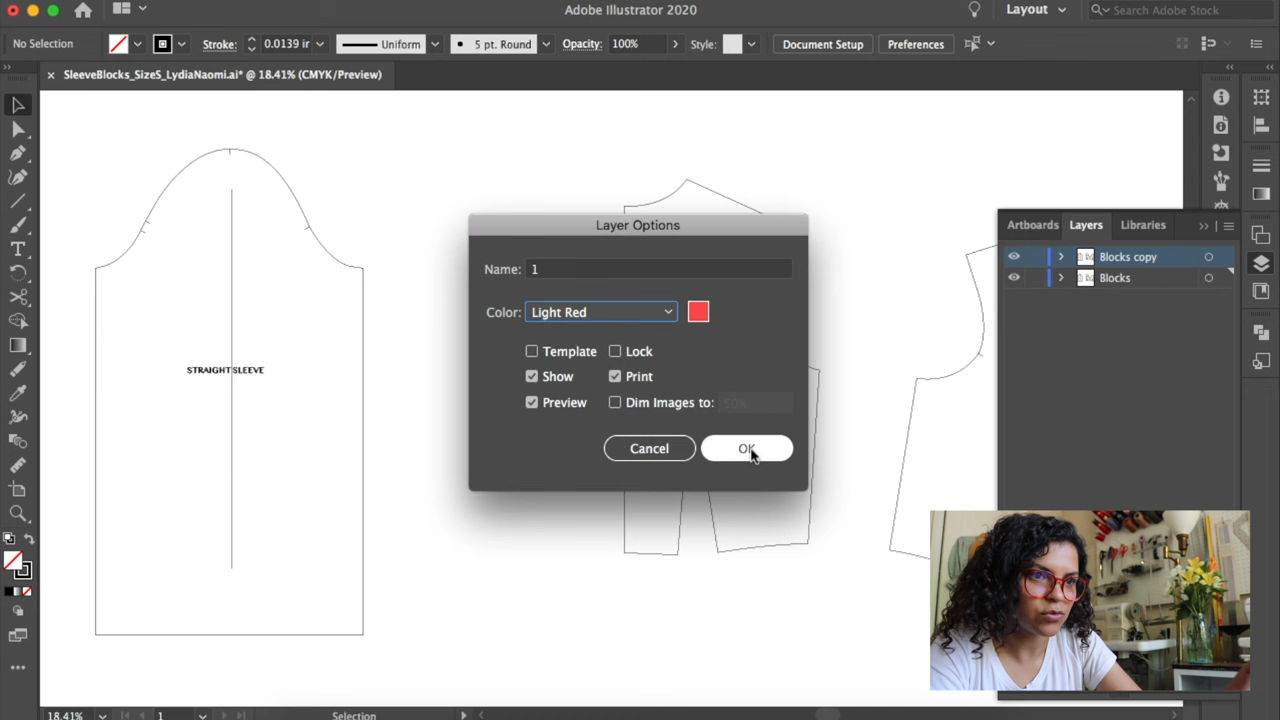 Adobe Illustrator 2020
Layout
Search Adobe Stock
No Selection
Stroke:
0.0139 in
Uniform
5 pt. Round
Opacity:
100%
Style:
Document Setup
Preferences
SleeveBlocks_SizeS_LydiaNaomi.ai* @ 18.41% (CMYK/Preview)
STRAIGHT SLEEVE
Layer Options
Name:
1
Color:
Light Red
Template
Lock
Show
Print
Preview
Dim Images to:
50%
Cancel
OK
Artboards
Layers
Libraries
Blocks copy
Blocks
18.41%
1
Selection